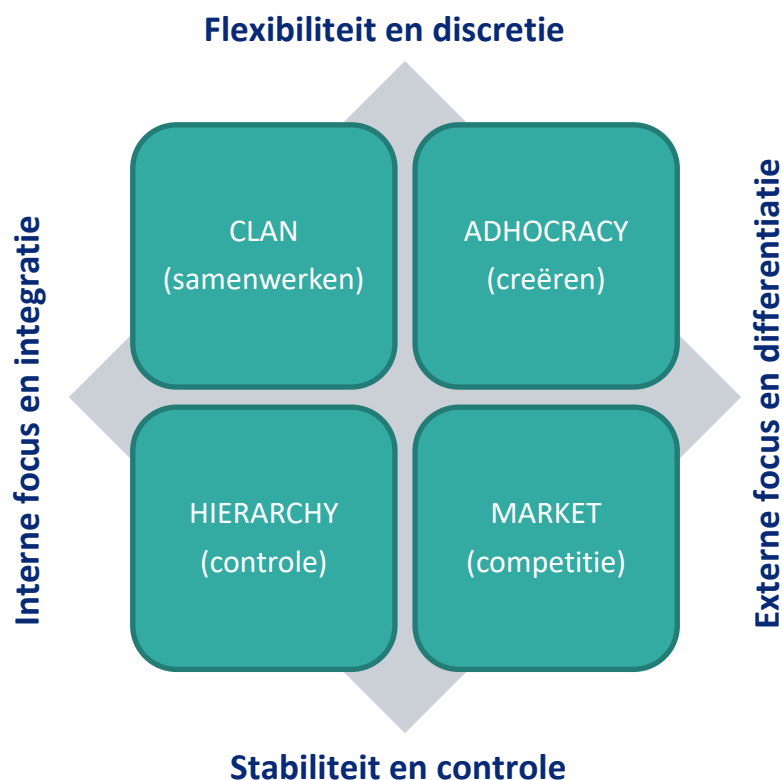 Flexibiliteit en discretie
Interne focus en integratie
CLAN
(samenwerken)
ADHOCRACY
(creëren)
HIERARCHY
(controle)
MARKET
(competitie)
Externe focus en differentiatie
Stabiliteit en controle